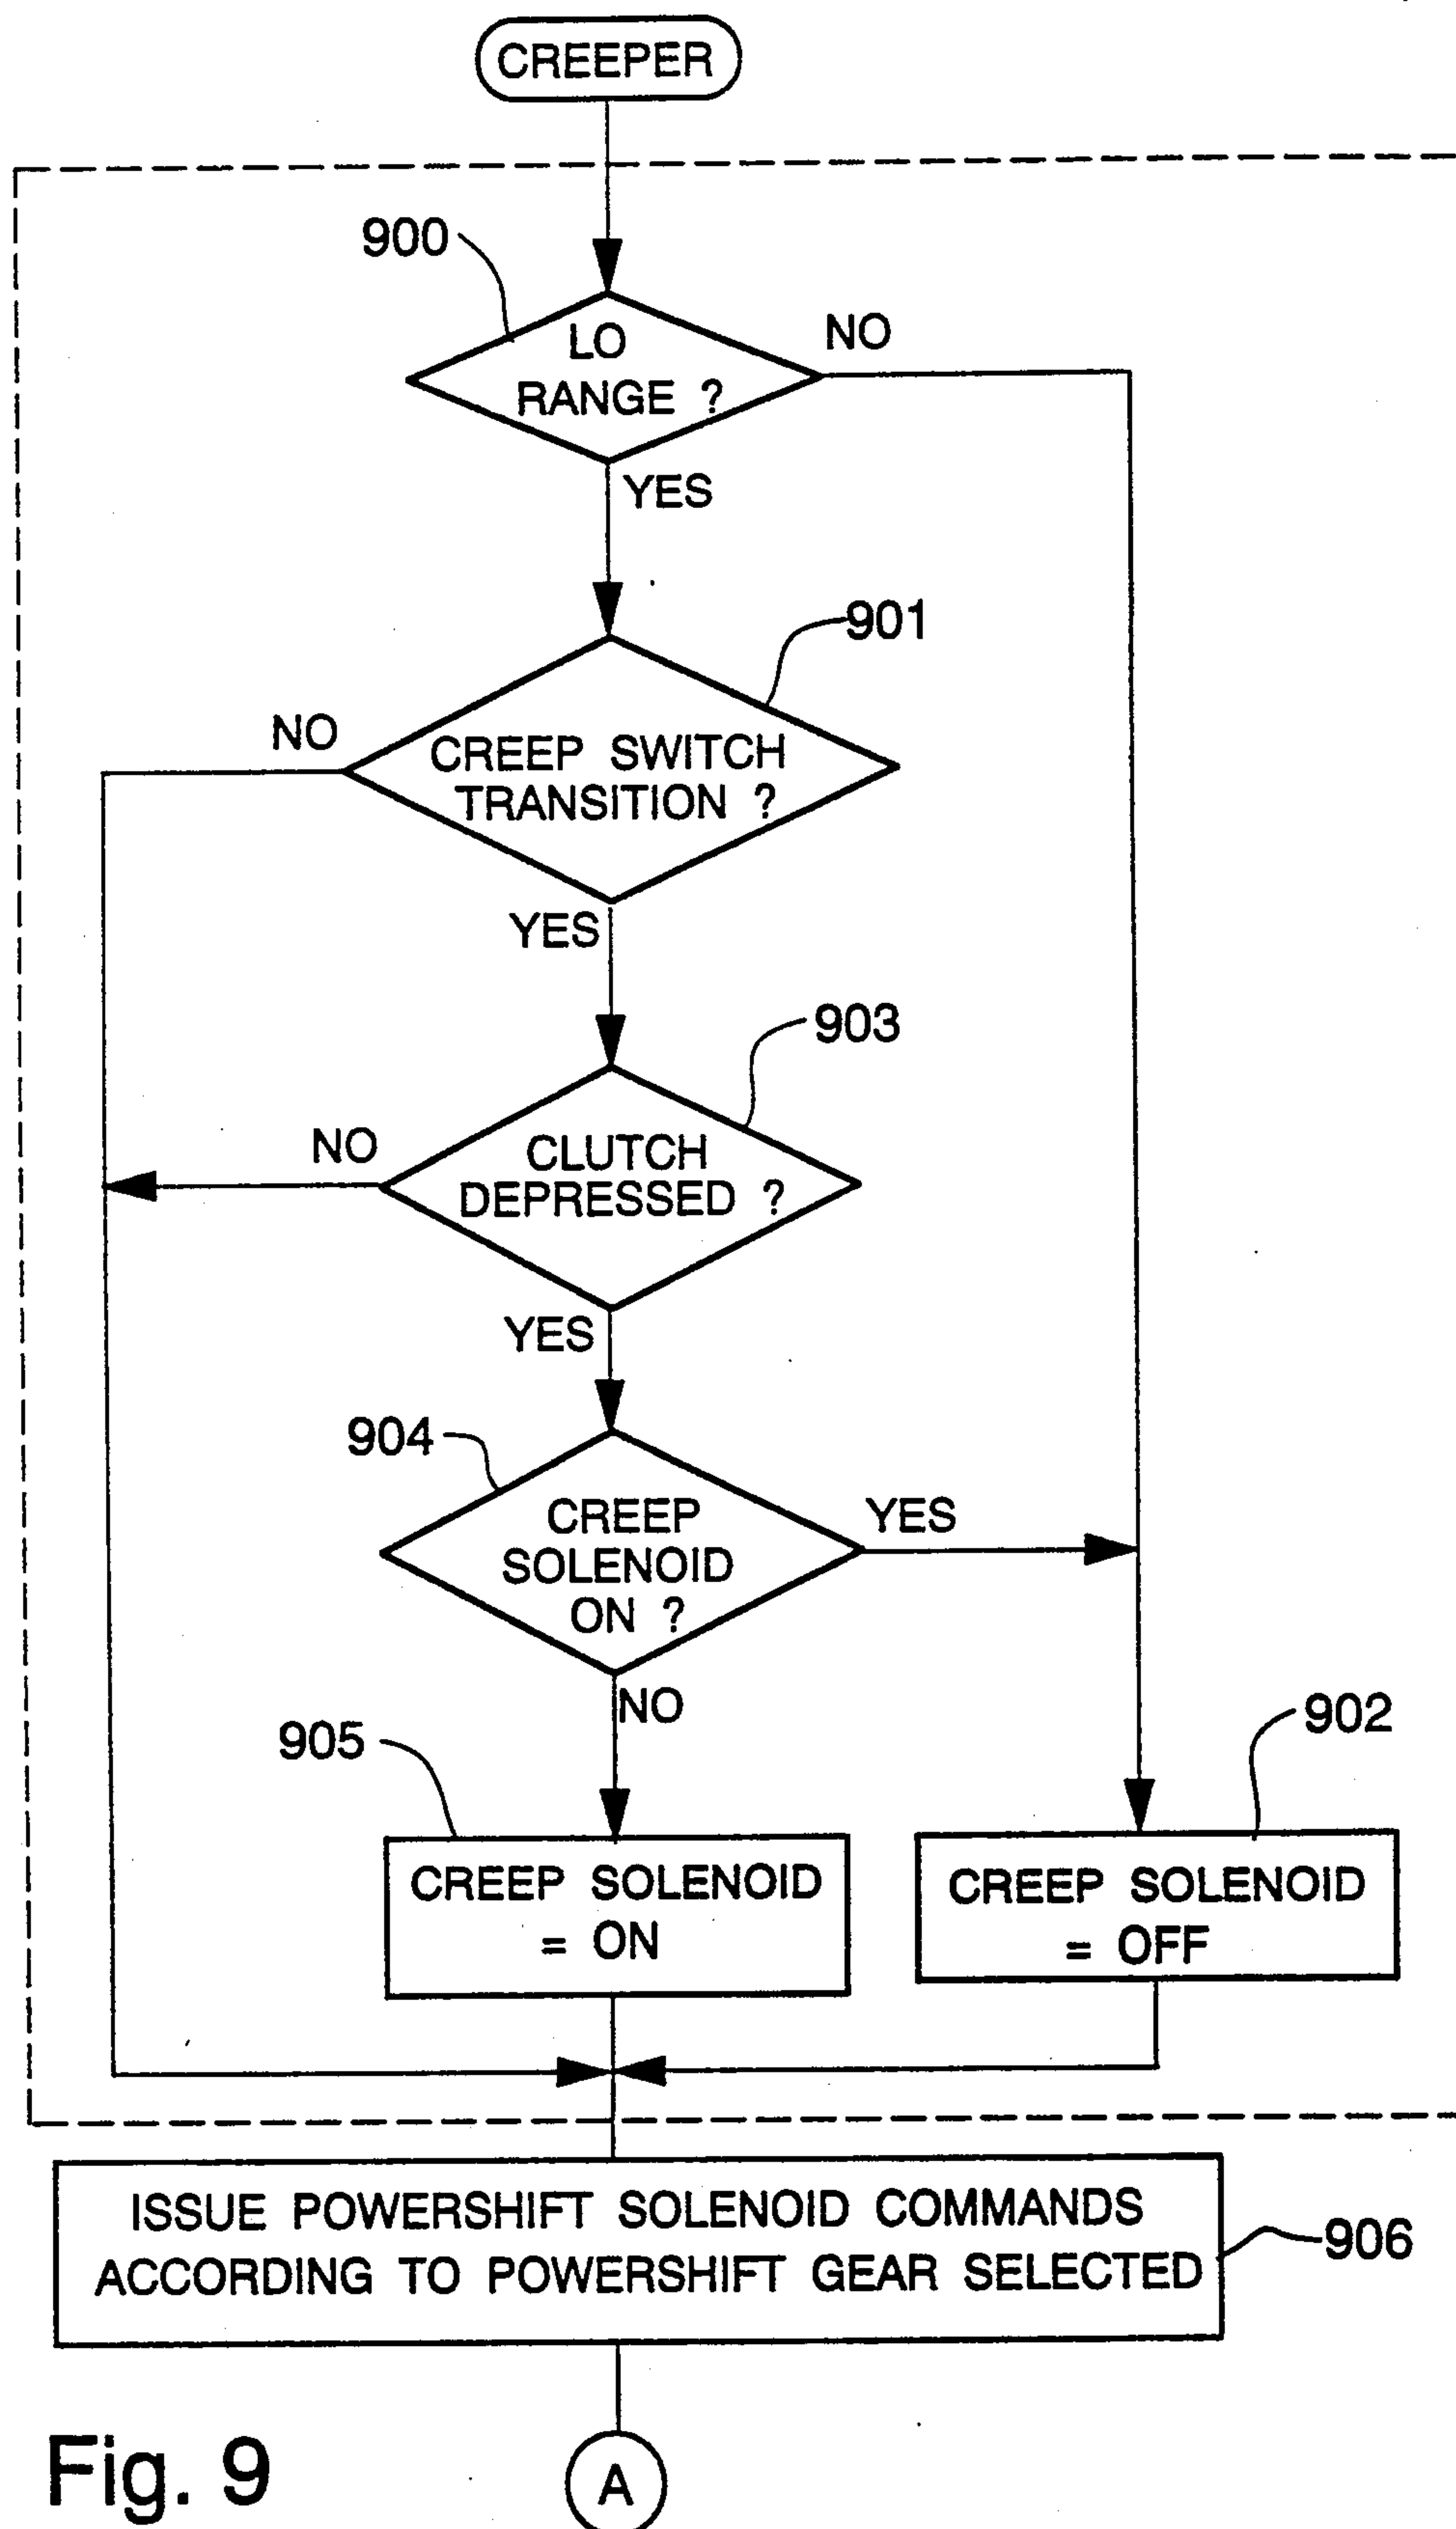 CREEPER
900
LO
RANGE ?
NO
YES
901
CREEP SWITCH
TRANSITION ?
NO
YES
903
CLUTCH
DEPRESSED ?
NO
YES
904
CREEP
SOLENOID
ON ?
YES
NO
905
CREEP SOLENOID
= ON
902
CREEP SOLENOID
= OFF
ISSUE POWERSHIFT SOLENOID COMMANDS
ACCORDING TO POWERSHIFT GEAR SELECTED
906
A
Fig. 9